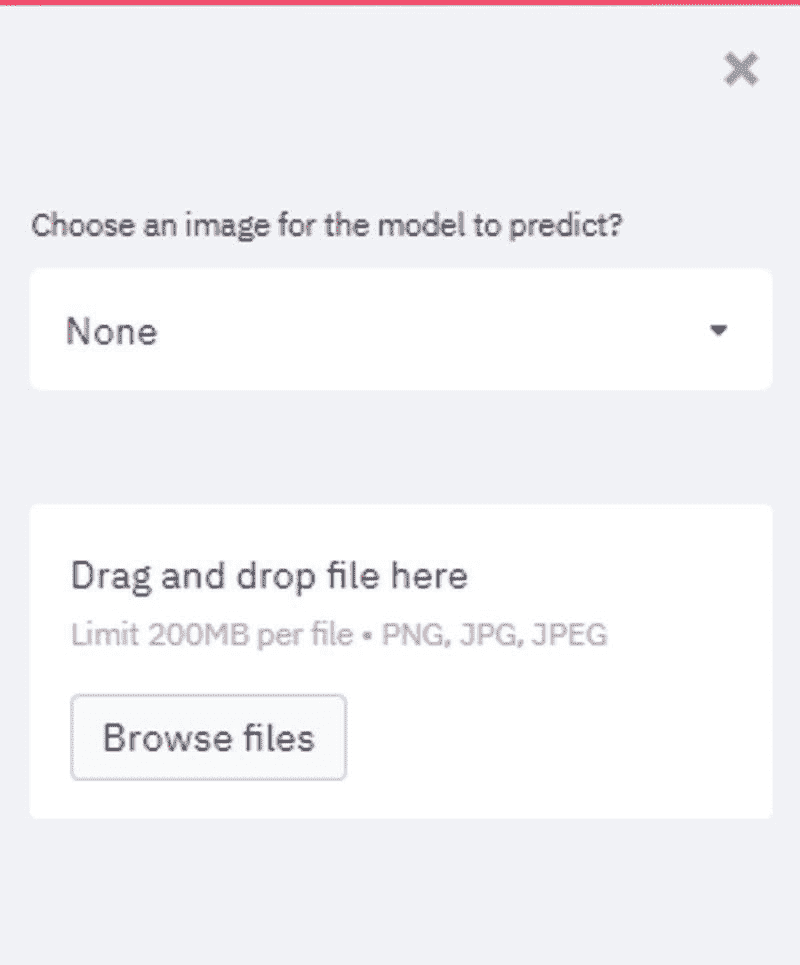 Choose an image for the model to predict?
None
Drag and drop file here
Limit 200MB per file • PNG, JPG, JPEG
Browse files